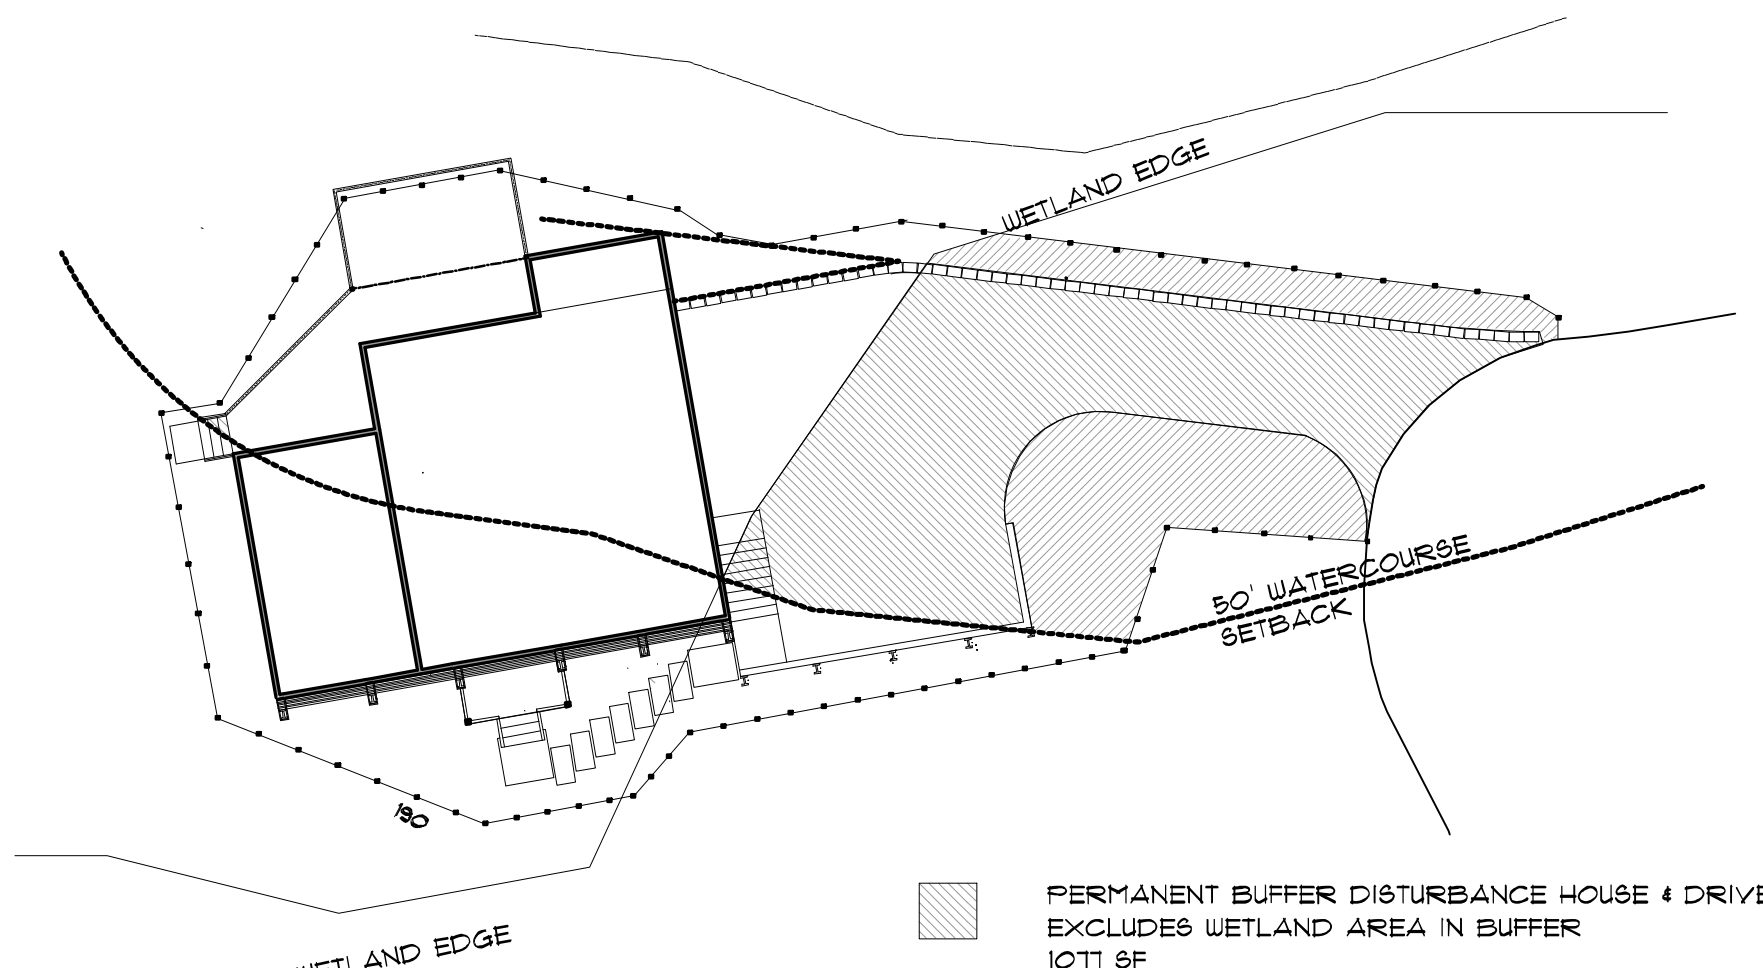 WETLAND EDGE
50' WATERCOURSE
SETBACK
190
PERMANENT BUFFER DISTURBANCE HOUSE & DRIVE
EXCLUDES WETLAND AREA IN BUFFER
1077 SF
WETLAND EDGE